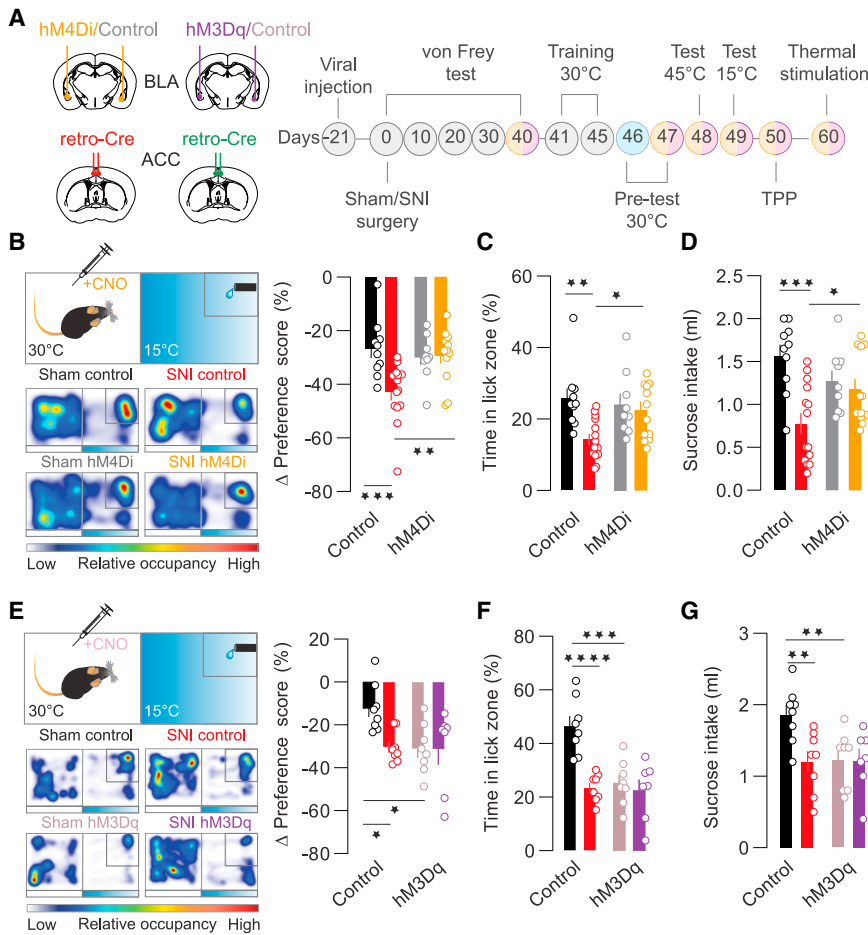 A
hM4Di/Control
hM3Dq/Control
BLA
retro-Cre
ACC
retro-Cre
Viral
injection
von Frey
test
Training
30°C
Test
45°C
Test
15°C
Thermal
stimulation
Days
-21
0
10
20
30
40
41
45
46
47
48
49
50
60
Sham/SNI
surgery
Pre-test
30°C
TPP
B
+CNO
30°C
15°C
Sham control
SNI control
Sham hM4Di
SNI hM4Di
Low
Relative occupancy
High
Δ Preference score (%)
0
-20
-40
-60
-80
★★★
★★
Control
hM4Di
C
Time in lick zone (%)
60
40
20
0
★★
★
Control
hM4Di
D
Sucrose intake (ml)
2.5
2.0
1.5
1.0
0.5
0.0
★★★
★
Control
hM4Di
E
+CNO
30°C
15°C
Sham control
SNI control
Sham hM3Dq
SNI hM3Dq
Low
Relative occupancy
High
Δ Preference score (%)
20
0
-20
-40
-60
-80
★
★
Control
hM3Dq
F
Time in lick zone (%)
80
60
40
20
0
★★★
★★★★
Control
hM3Dq
G
Sucrose intake (ml)
3
2
1
0
★★
★★
Control
hM3Dq